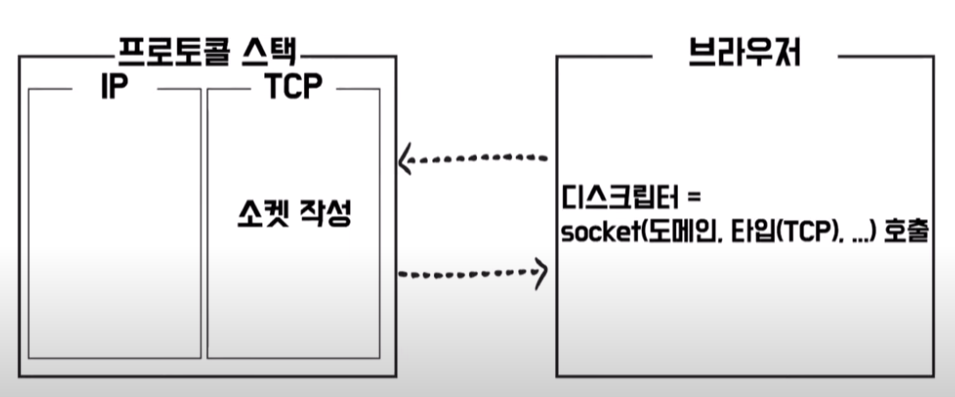 프로토콜 스택
IP
TCP
소켓 작성
브라우저
디스크립터 =
socket(도메인, 타입(TCP), ...) 호출